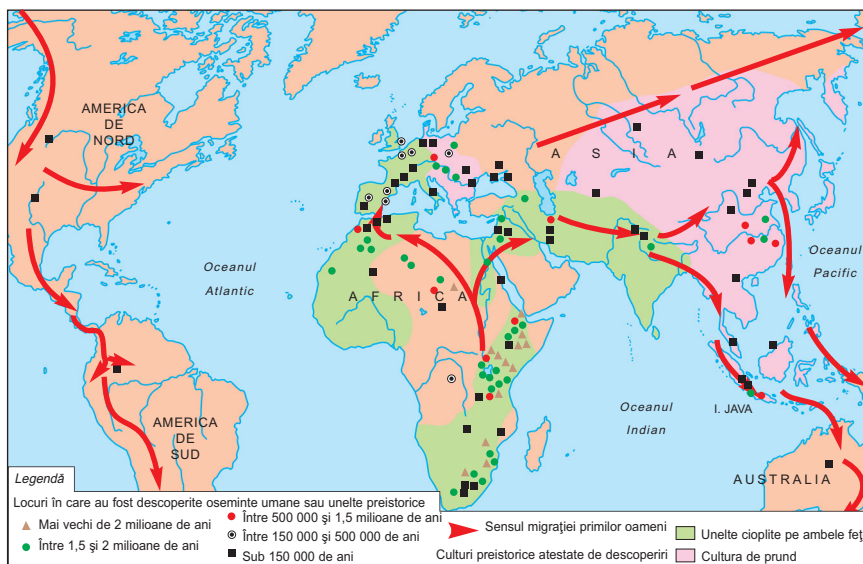 AMERICA
DE
NORD
A S I A
Oceanul
Pacific
Oceanul
Atlantic
A F R I C A
Oceanul
Indian
I. JAVA
AMERICA
DE
SUD
AUSTRALIA
Legendă
Locuri în care au fost descoperite oseminte umane sau unelte preistorice
Mai vechi de 2 milioane de ani
Între 1,5 şi 2 milioane de ani
Între 500 000 şi 1,5 milioane de ani
Între 150 000 şi 500 000 de ani
Sub 150 000 de ani
Sensul migraţiei primilor oameni
Culturi preistorice atestate de descoperiri
Unelte cioplite pe ambele feţ
Cultura de prund